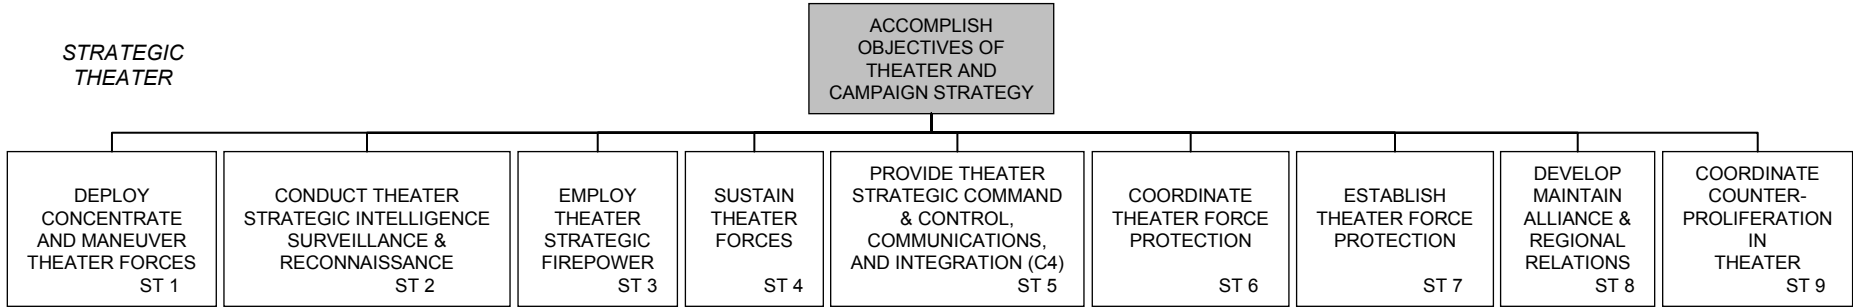 STRATEGIC
THEATER
ACCOMPLISH
OBJECTIVES OF
THEATER AND
CAMPAIGN STRATEGY
DEPLOY
CONCENTRATE
AND MANEUVER
THEATER FORCES
ST 1
CONDUCT THEATER
STRATEGIC INTELLIGENCE
SURVEILLANCE &
RECONNAISSANCE
ST 2
EMPLOY
THEATER
STRATEGIC
FIREPOWER
ST 3
SUSTAIN
THEATER
FORCES
ST 4
PROVIDE THEATER
STRATEGIC COMMAND
& CONTROL,
COMMUNICATIONS,
AND INTEGRATION (C4)
ST 5
COORDINATE
THEATER FORCE
PROTECTION
ST 6
ESTABLISH
THEATER FORCE
PROTECTION
ST 7
DEVELOP
MAINTAIN
ALLIANCE &
REGIONAL
RELATIONS
ST 8
COORDINATE
COUNTER-
PROLIFERATION
IN
THEATER
ST 9